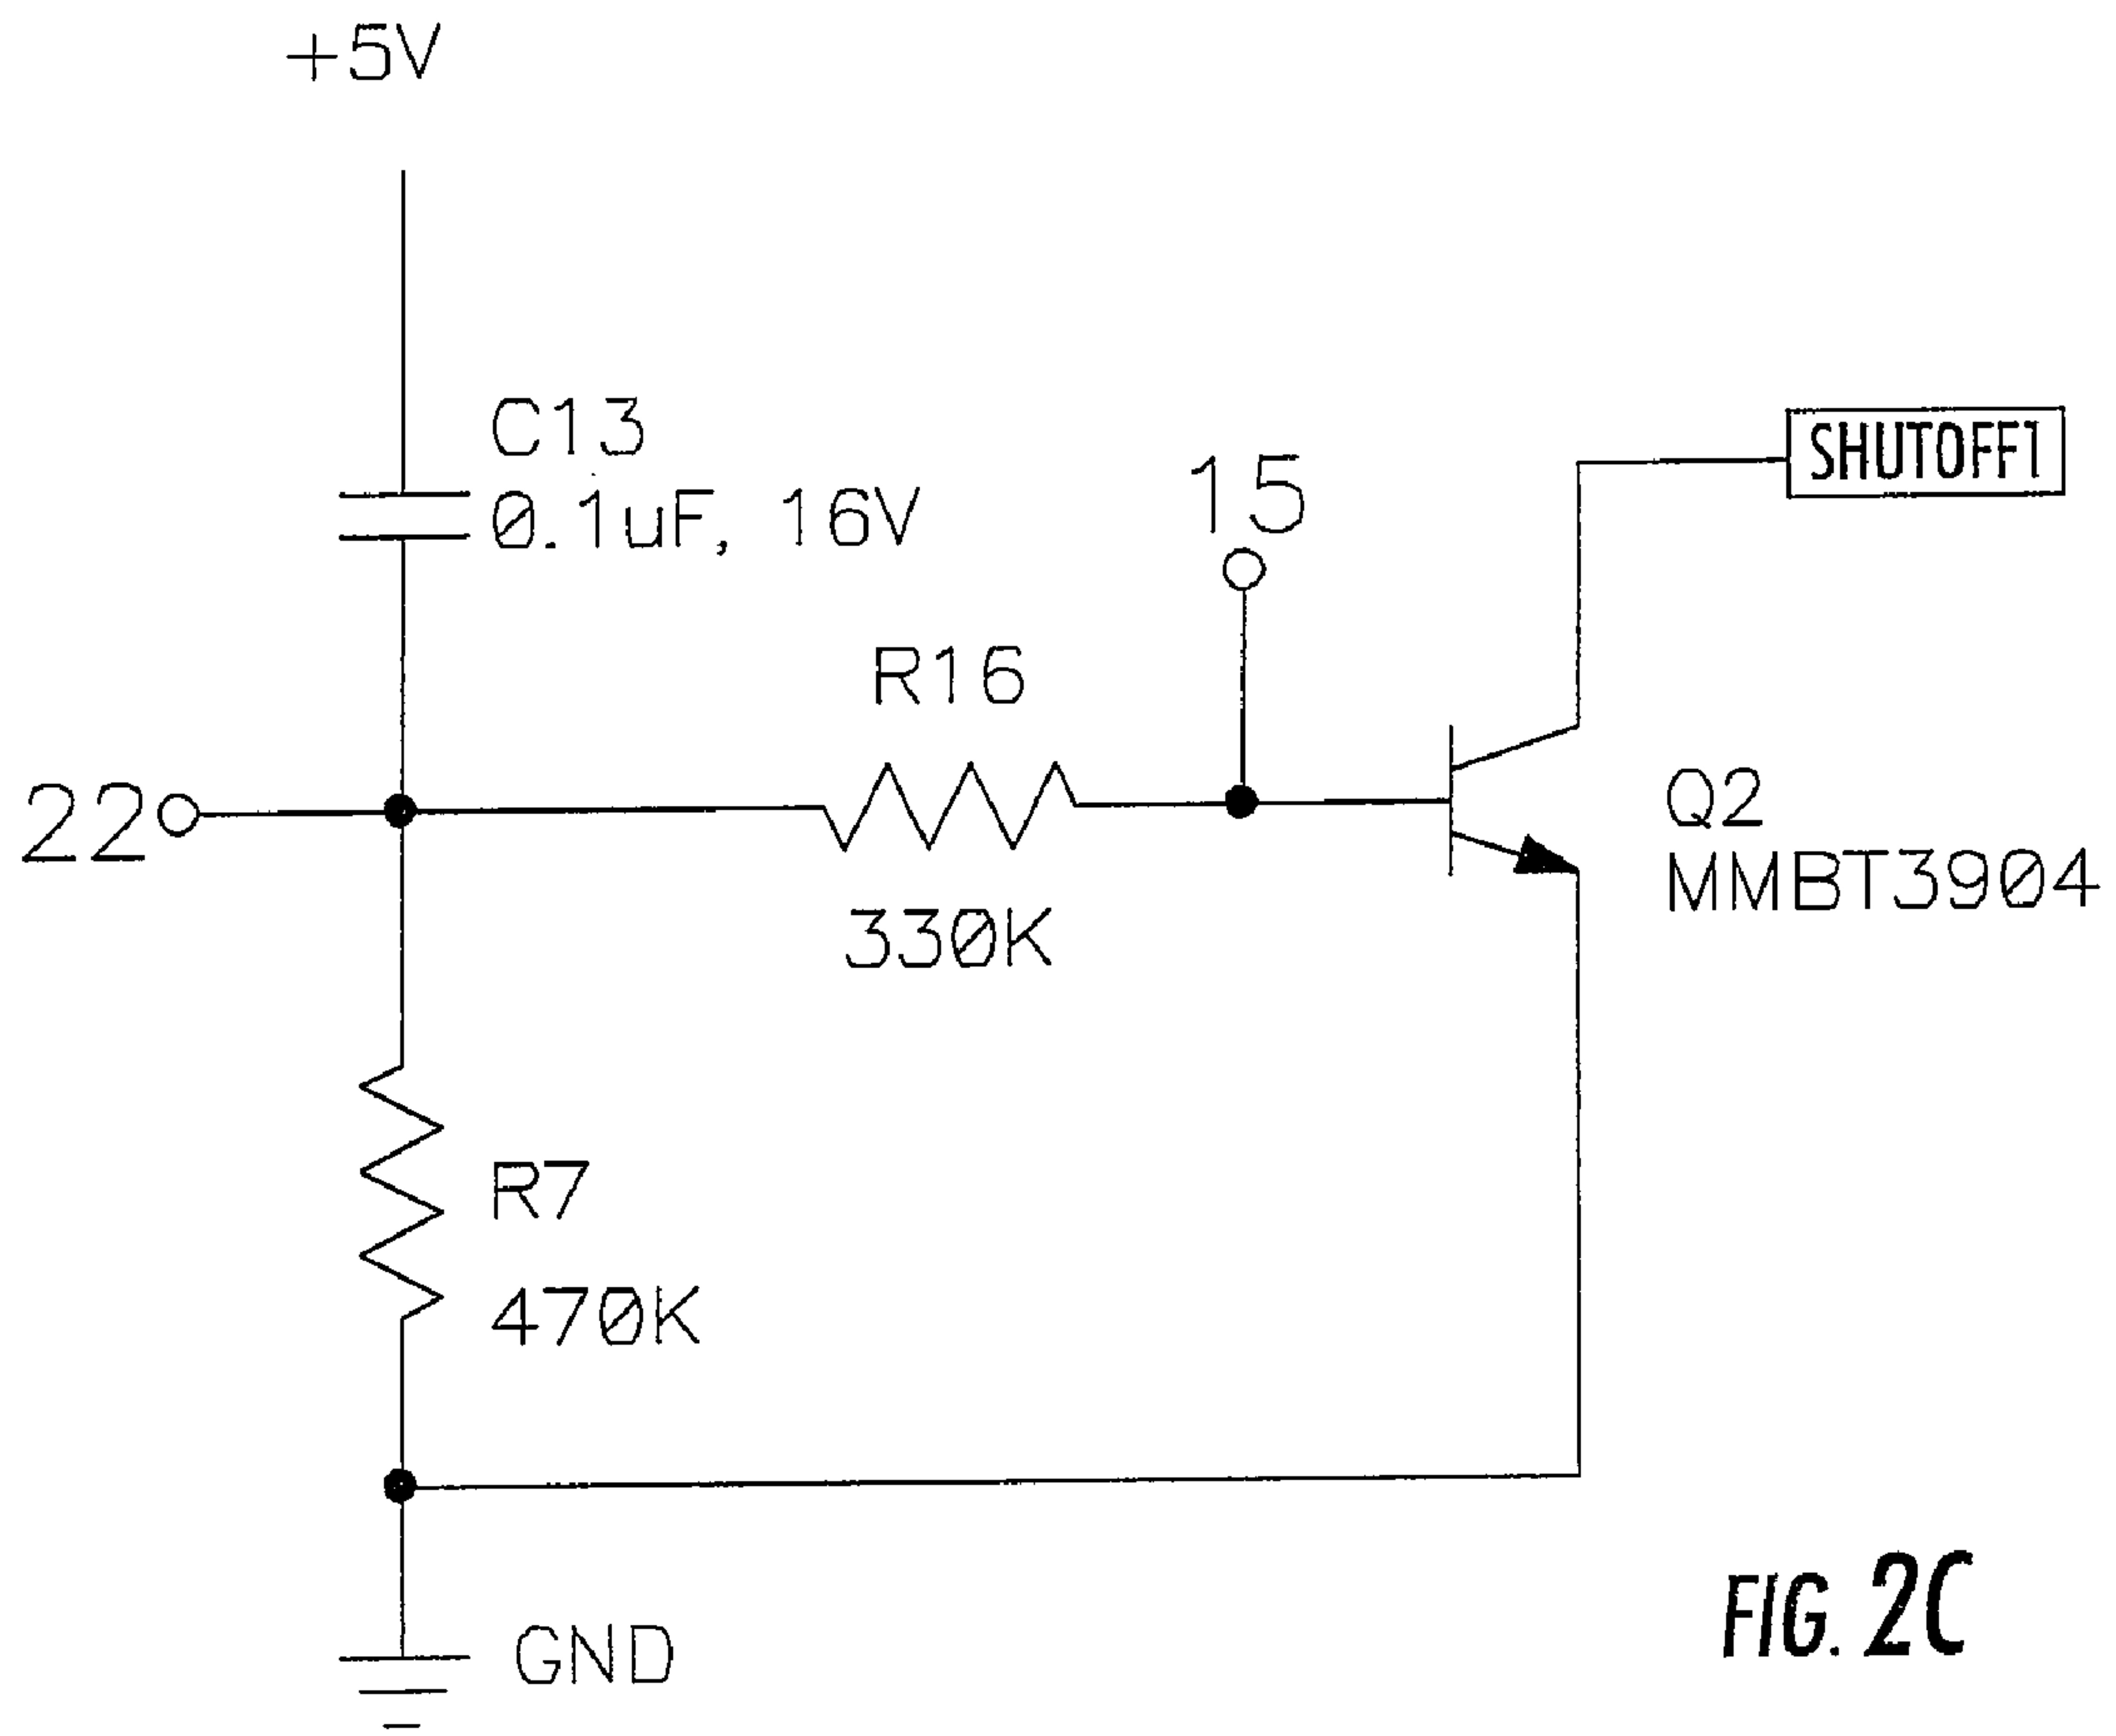 +5V
C13
0.1uF, 16V
SHUTOFF1
15
R16
22
Q2
MMBT3904
330K
R7
470K
GND
FIG. 2C